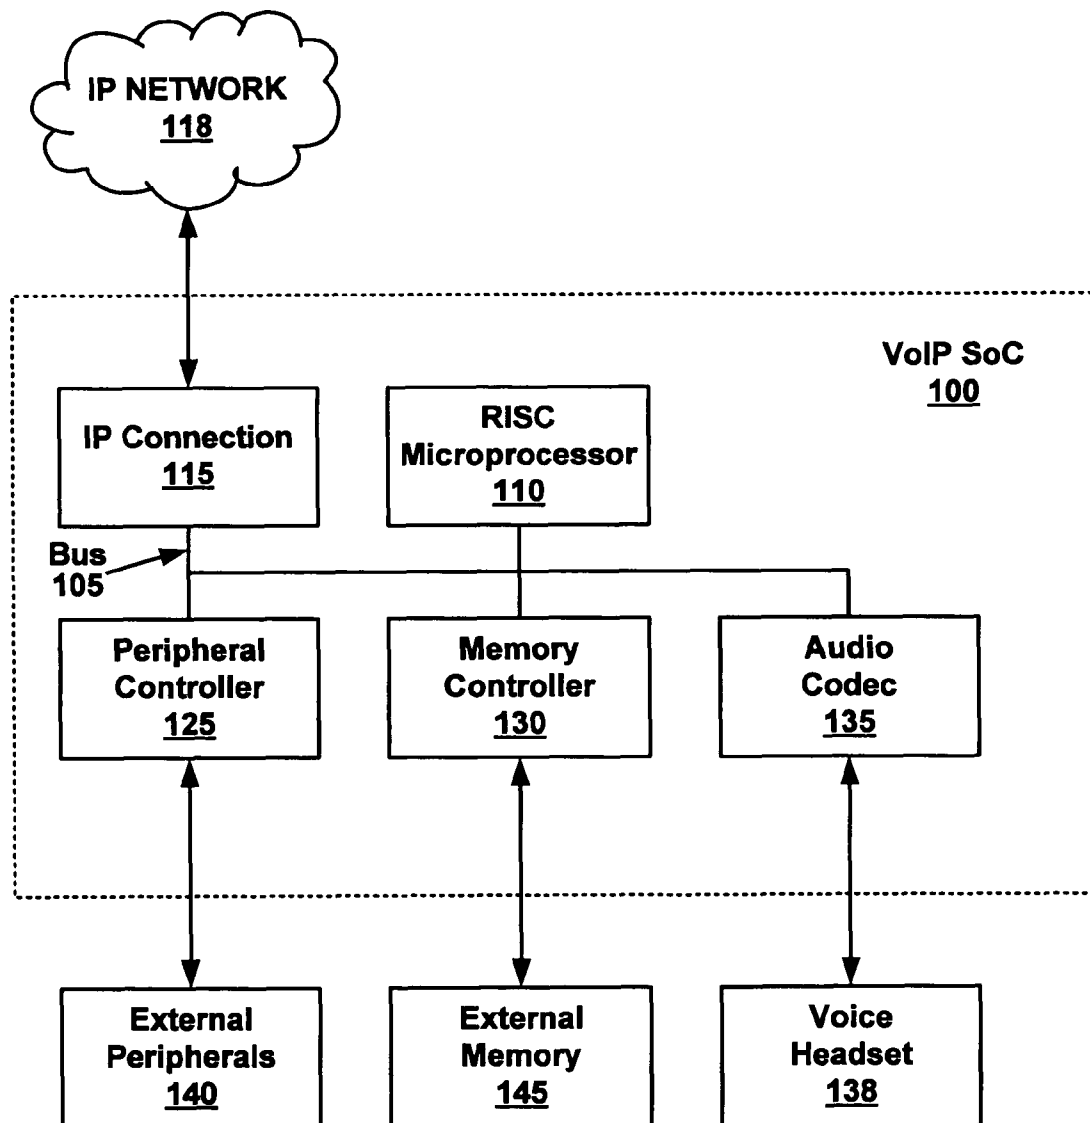 IP NETWORK
118
VoIP SoC
100
IP Connection
115
RISC
Microprocessor
110
Bus
105
Peripheral
Controller
125
Memory
Controller
130
Audio
Codec
135
External
Peripherals
140
External
Memory
145
Voice
Headset
138